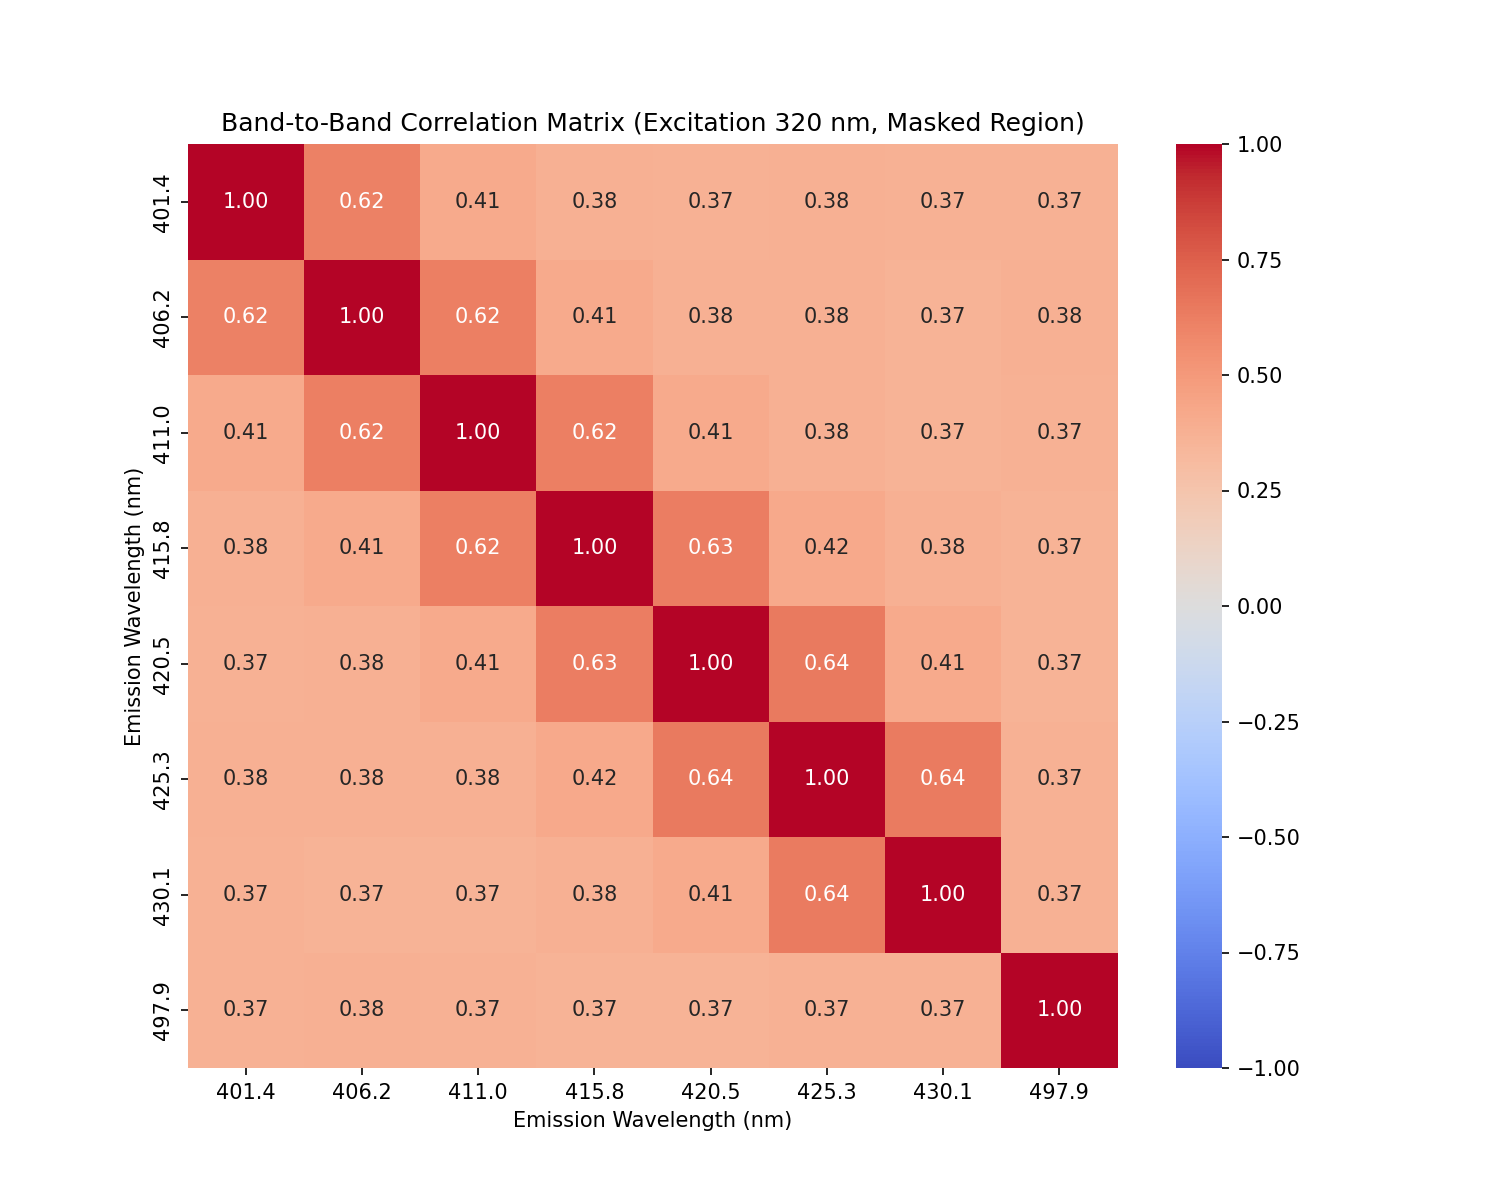 Band-to-Band Correlation Matrix (Excitation 320 nm, Masked Region)
401.4 1.00 0.62 0.41 0.38 0.37 0.38 0.37 0.37
406.2 0.62 1.00 0.62 0.41 0.38 0.38 0.37 0.38
411.0 0.41 0.62 1.00 0.62 0.41 0.38 0.37 0.37
415.8 0.38 0.41 0.62 1.00 0.63 0.42 0.38 0.37
420.5 0.37 0.38 0.41 0.63 1.00 0.64 0.41 0.37
425.3 0.38 0.38 0.38 0.42 0.64 1.00 0.64 0.37
430.1 0.37 0.37 0.37 0.38 0.41 0.64 1.00 0.37
497.9 0.37 0.38 0.37 0.37 0.37 0.37 0.37 1.00
401.4 406.2 411.0 415.8 420.5 425.3 430.1 497.9
Emission Wavelength (nm)
Emission Wavelength (nm)
1.00
0.75
0.50
0.25
0.00
−0.25
−0.50
−0.75
−1.00